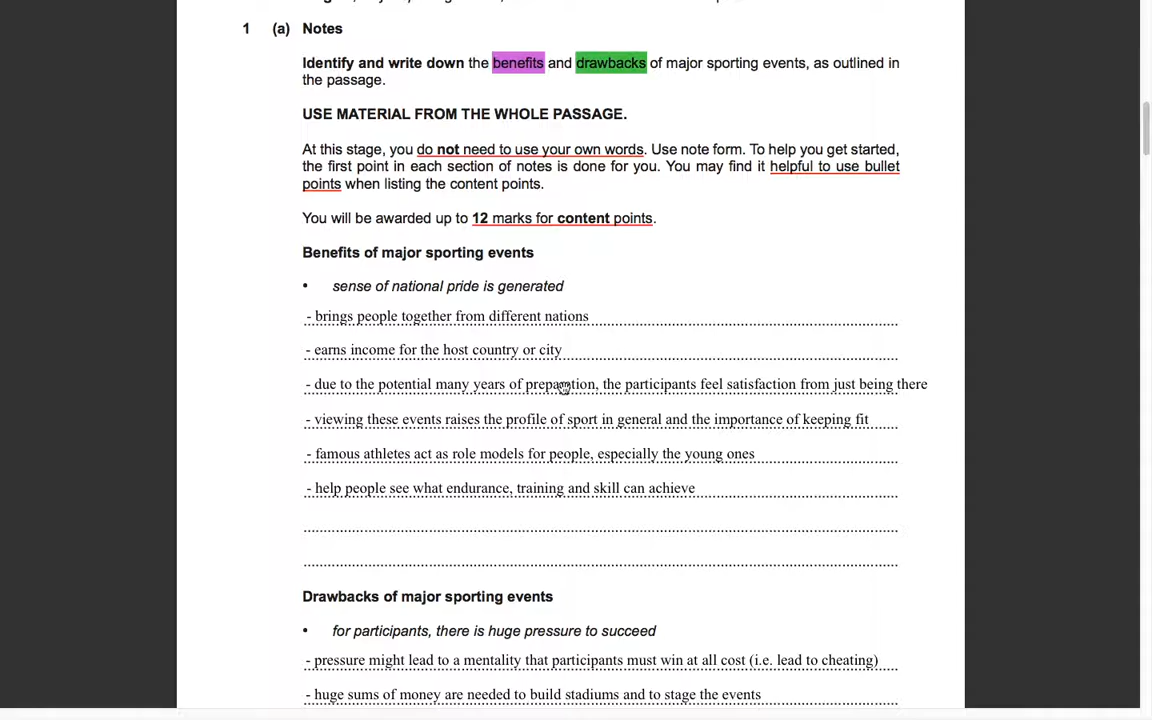 1 (a) Notes
Identify and write down the benefits and drawbacks of major sporting events, as outlined in
the passage.
USE MATERIAL FROM THE WHOLE PASSAGE.
At this stage, you do not need to use your own words. Use note form. To help you get started,
the first point in each section of notes is done for you. You may find it helpful to use bullet
points when listing the content points.
You will be awarded up to 12 marks for content points.
Benefits of major sporting events
• sense of national pride is generated
- brings people together from different nations
- earns income for the host country or city
- due to the potential many years of preparation, the participants feel satisfaction from just being there
- viewing these events raises the profile of sport in general and the importance of keeping fit
- famous athletes act as role models for people, especially the young ones
- help people see what endurance, training and skill can achieve
Drawbacks of major sporting events
• for participants, there is huge pressure to succeed
- pressure might lead to a mentality that participants must win at all cost (i.e. lead to cheating)
- huge sums of money are needed to build stadiums and to stage the events